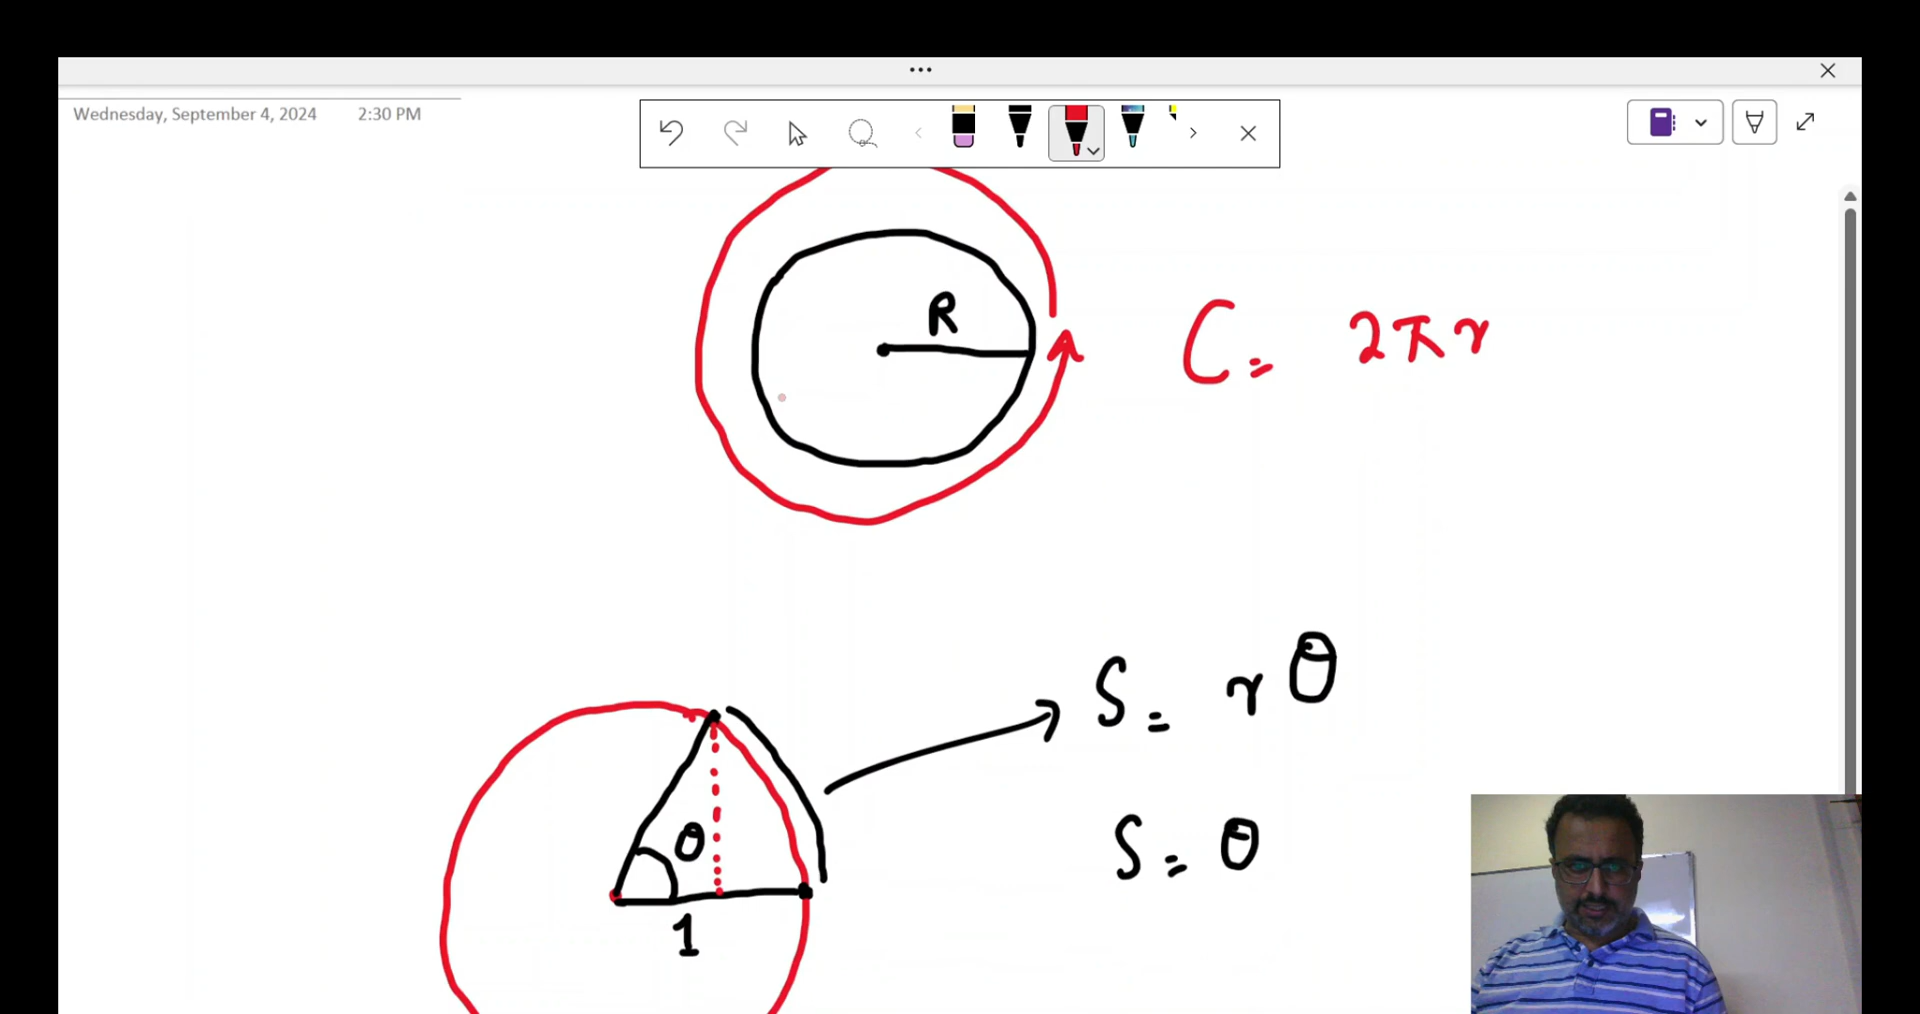 Wednesday, September 4, 2024 2:30 PM
R
C = 2πr
S = rθ
θ
S = θ
1